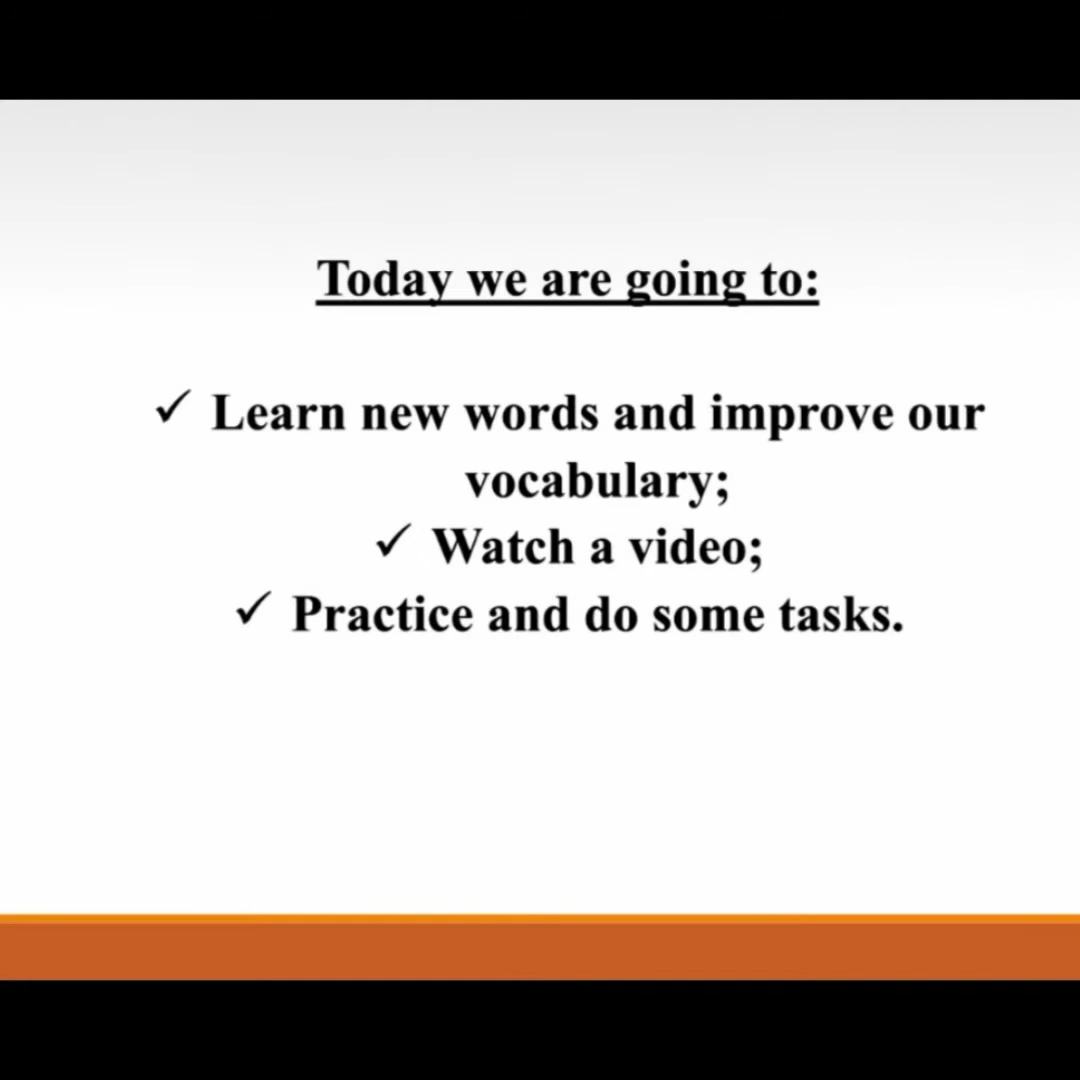 Today we are going to:
✓ Learn new words and improve our
vocabulary;
✓ Watch a video;
✓ Practice and do some tasks.